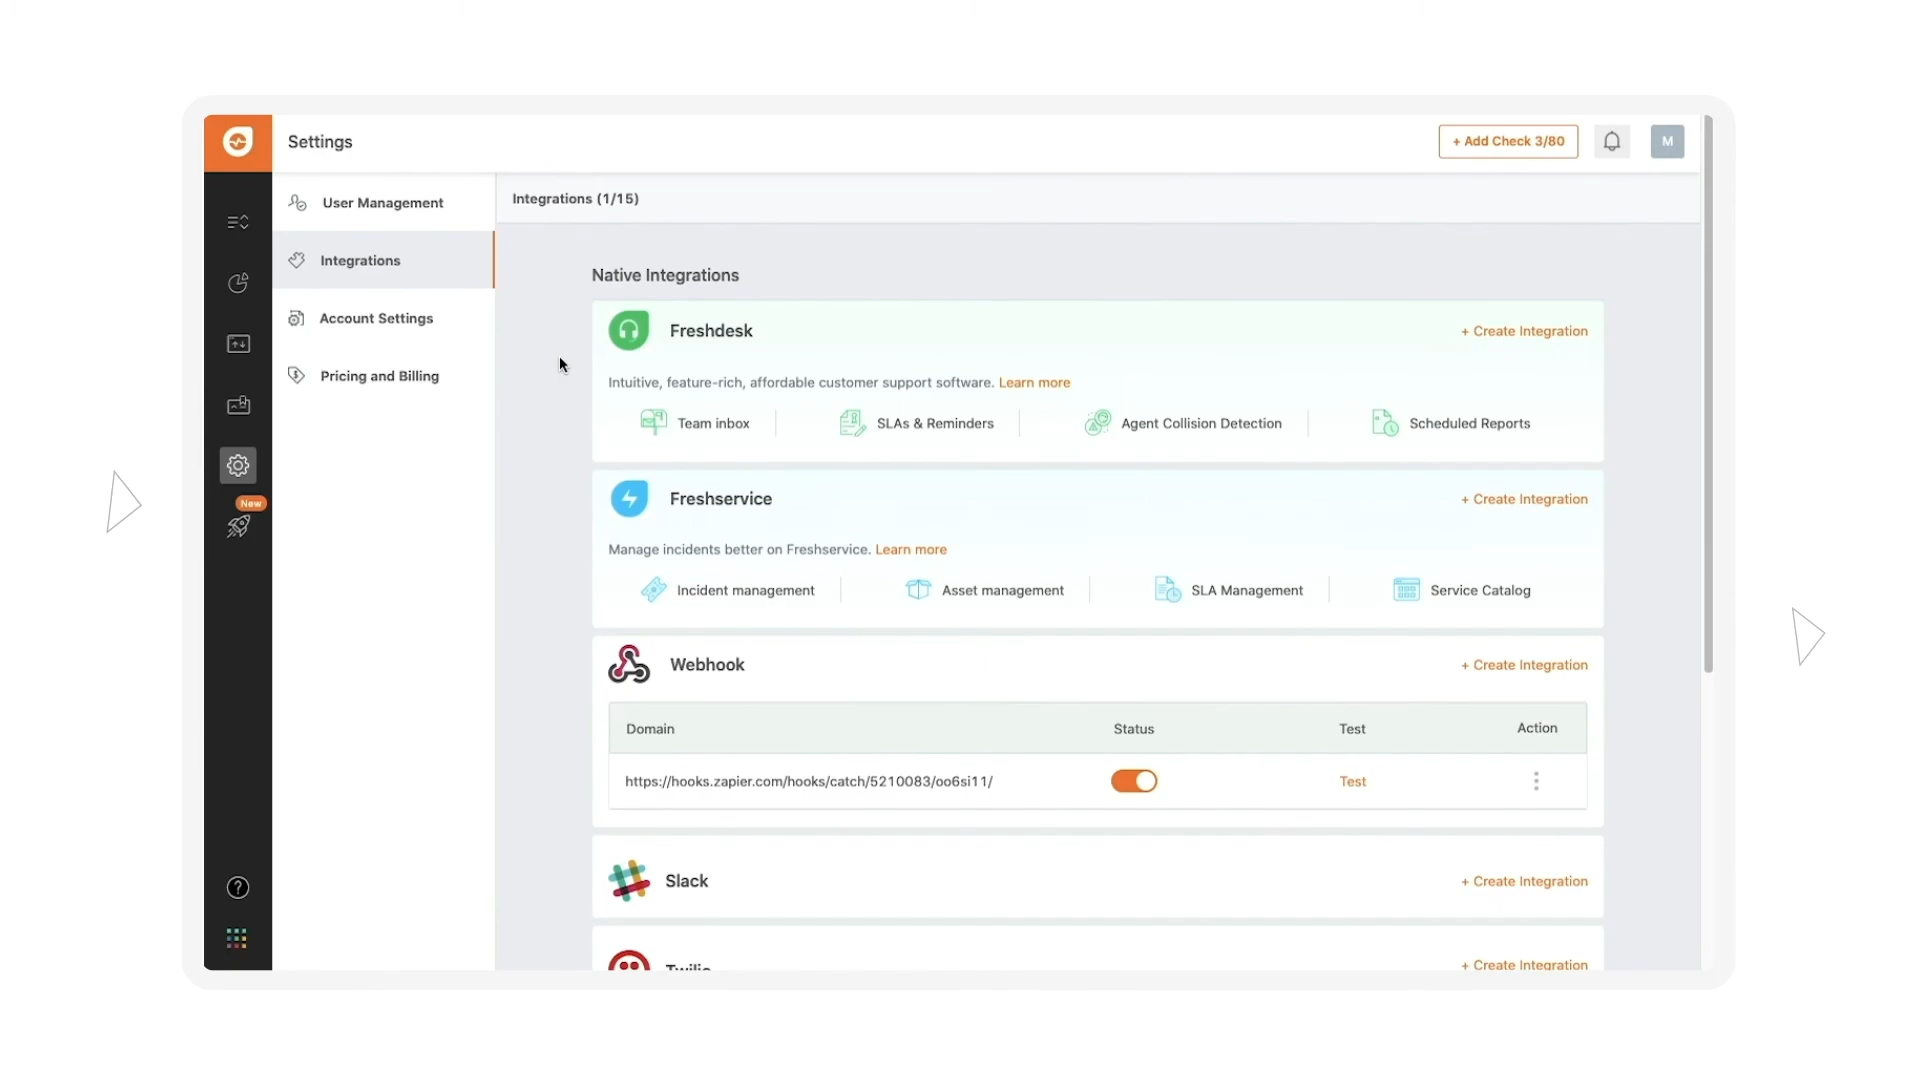 Settings
+ Add Check 3/80
M
User Management
Integrations
Account Settings
Pricing and Billing
New
Integrations (1/15)
Native Integrations
Freshdesk
+ Create Integration
Intuitive, feature-rich, affordable customer support software. Learn more
Team inbox
SLAs & Reminders
Agent Collision Detection
Scheduled Reports
Freshservice
+ Create Integration
Manage incidents better on Freshservice. Learn more
Incident management
Asset management
SLA Management
Service Catalog
Webhook
+ Create Integration
Domain Status Test Action
https://hooks.zapier.com/hooks/catch/5210083/oo6si11/ Test
Slack
+ Create Integration
Twilio
+ Create Integration